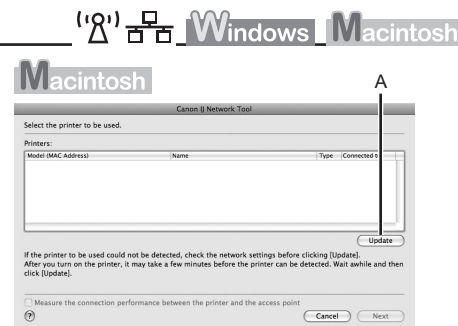 Windows Macintosh
Macintosh
A
Canon IJ Network Tool
Select the printer to be used.
Printers:
Model (MAC Address) Name Type Connected t
Update
If the printer to be used could not be detected, check the network settings before clicking [Update].
After you turn on the printer, it may take a few minutes before the printer can be detected. Wait awhile and then
click [Update].
Measure the connection performance between the printer and the access point
? Cancel Next